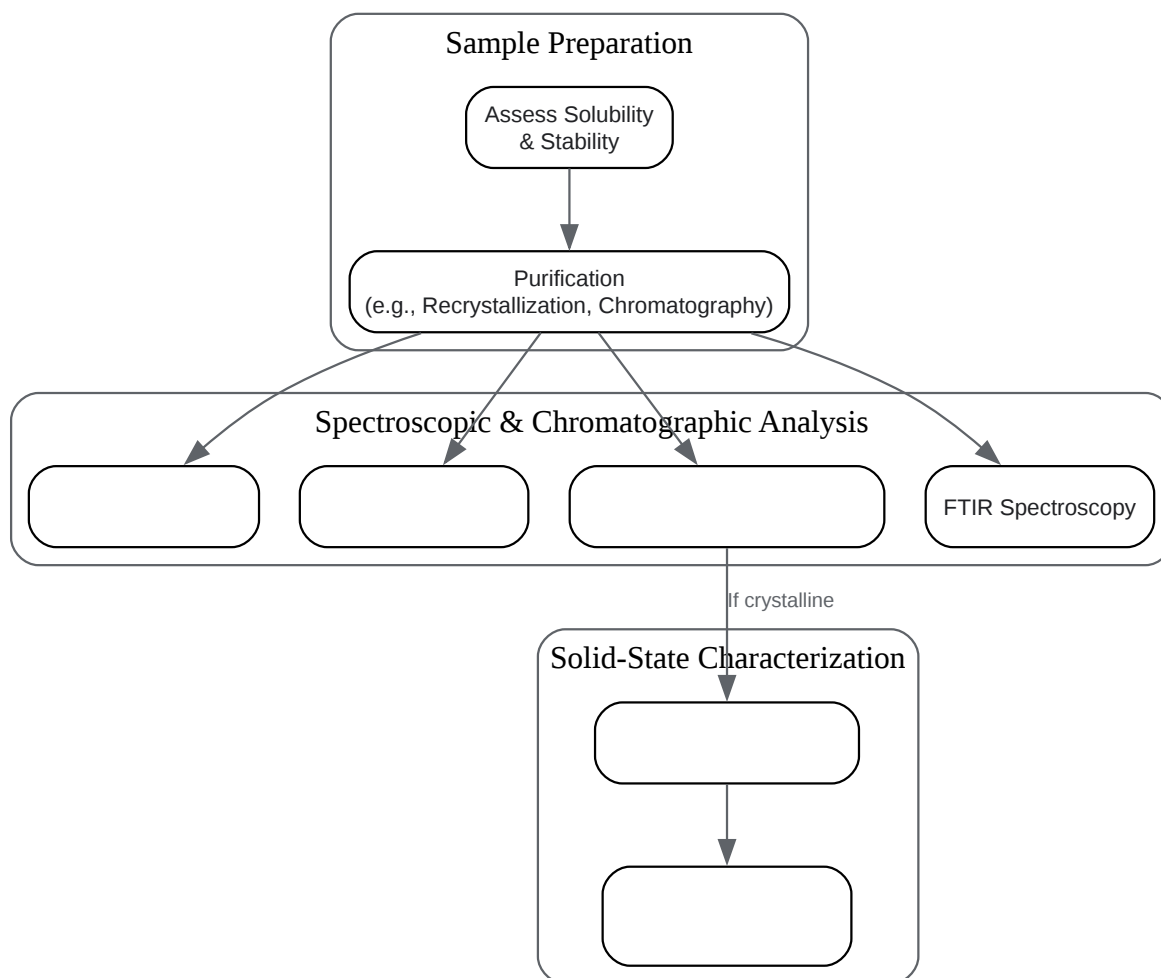 Sample Preparation
Assess Solubility
& Stability
Purification
(e.g., Recrystallization, Chromatography)
Spectroscopic & Chromatographic Analysis
FTIR Spectroscopy
If crystalline
Solid-State Characterization